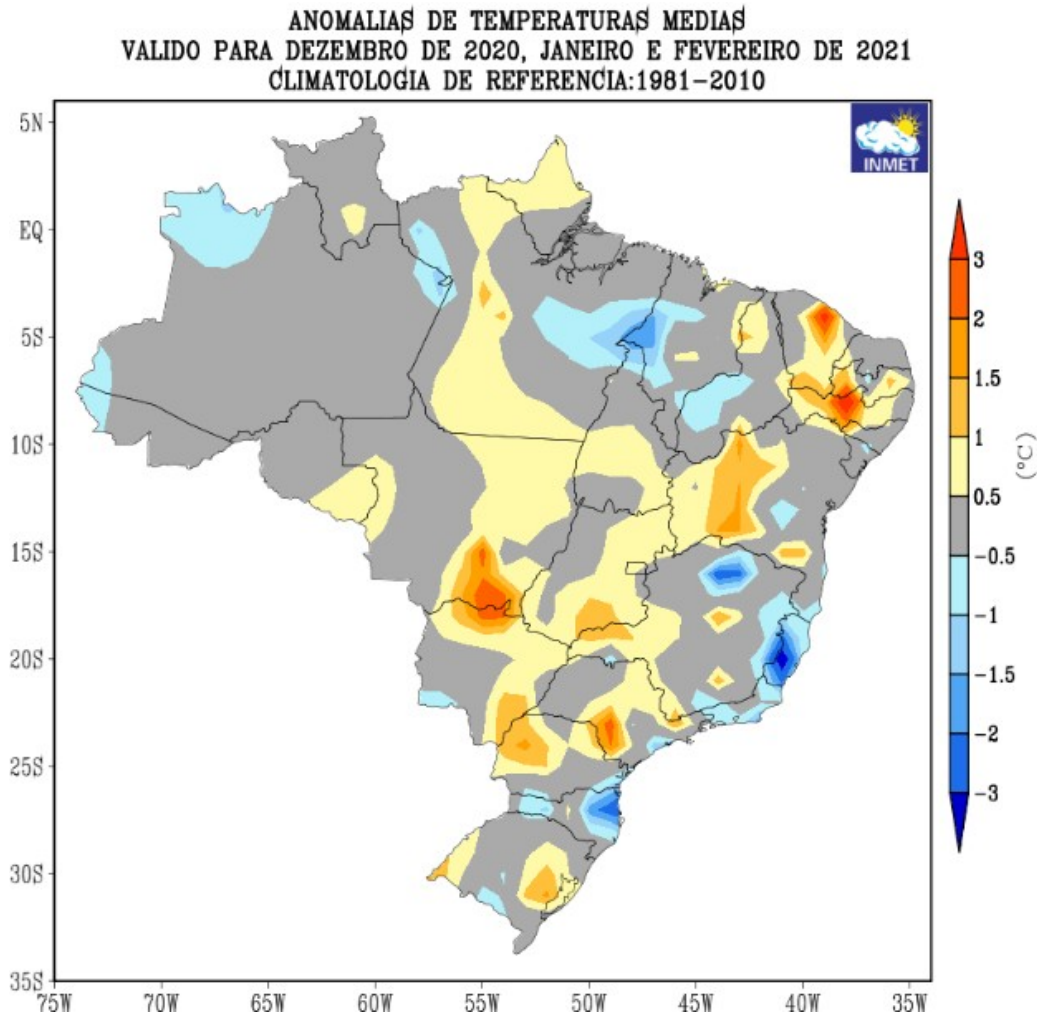 ANOMALIAS DE TEMPERATURAS MEDIAS
VALIDO PARA DEZEMBRO DE 2020, JANEIRO E FEVEREIRO DE 2021
CLIMATOLOGIA DE REFERENCIA:1981-2010
INMET
5N
EQ
5S
10S
15S
20S
25S
30S
35S
75W 70W 65W 60W 55W 50W 45W 40W 35W
3
2
1.5
1
0.5
-0.5
-1
-1.5
-2
-3
(°C)